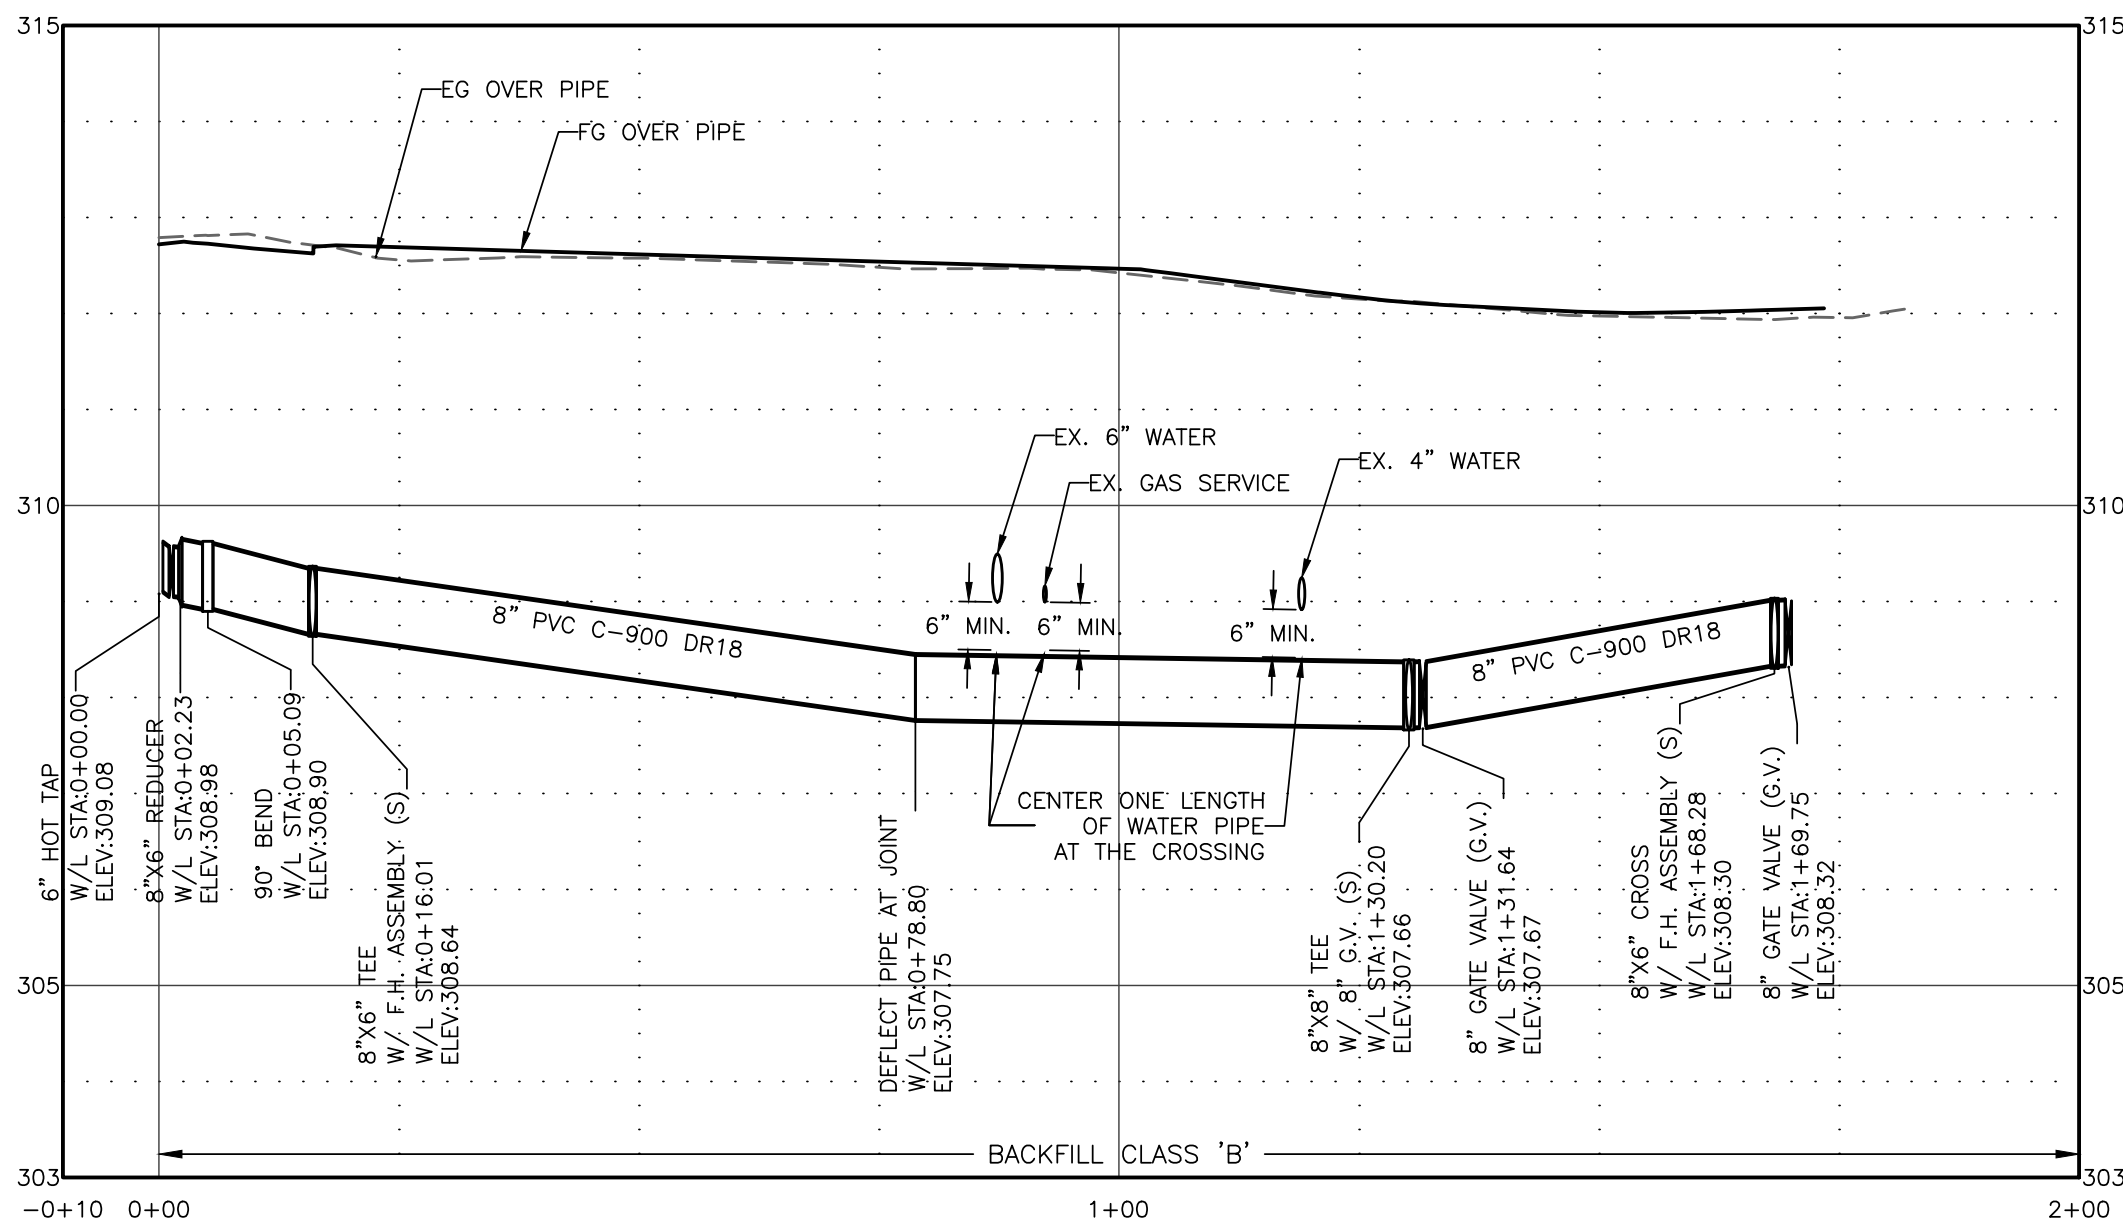 315
315
EG OVER PIPE
FG OVER PIPE
EX. 6" WATER
EX. 4" WATER
EX. GAS SERVICE
310
310
8" PVC C-900 DR18
6" MIN.
6" MIN.
6" MIN.
8" PVC C-900 DR18
6" HOT TAP
W/L STA:0+00.00
ELEV:309.08
8"X6" REDUCER
W/L STA:0+02.23
ELEV:308.98
90° BEND
W/L STA:0+05.09
ELEV:308.90
8"X6" TEE
W/ F.H. ASSEMBLY (S)
W/L STA:0+16.01
ELEV:308.64
DEFLECT PIPE AT JOINT
W/L STA:0+78.80
ELEV:307.75
CENTER ONE LENGTH
OF WATER PIPE
AT THE CROSSING
8"X8" TEE
W/ 8" G.V. (S)
W/L STA:1+30.20
ELEV:307.66
8" GATE VALVE (G.V.)
W/L STA:1+31.64
ELEV:307.67
8"X6" CROSS
W/ F.H. ASSEMBLY (S)
W/L STA:1+68.28
ELEV:308.30
8" GATE VALVE (G.V.)
W/L STA:1+69.75
ELEV:308.32
305
305
BACKFILL CLASS 'B'
303
303
-0+10
0+00
1+00
2+00